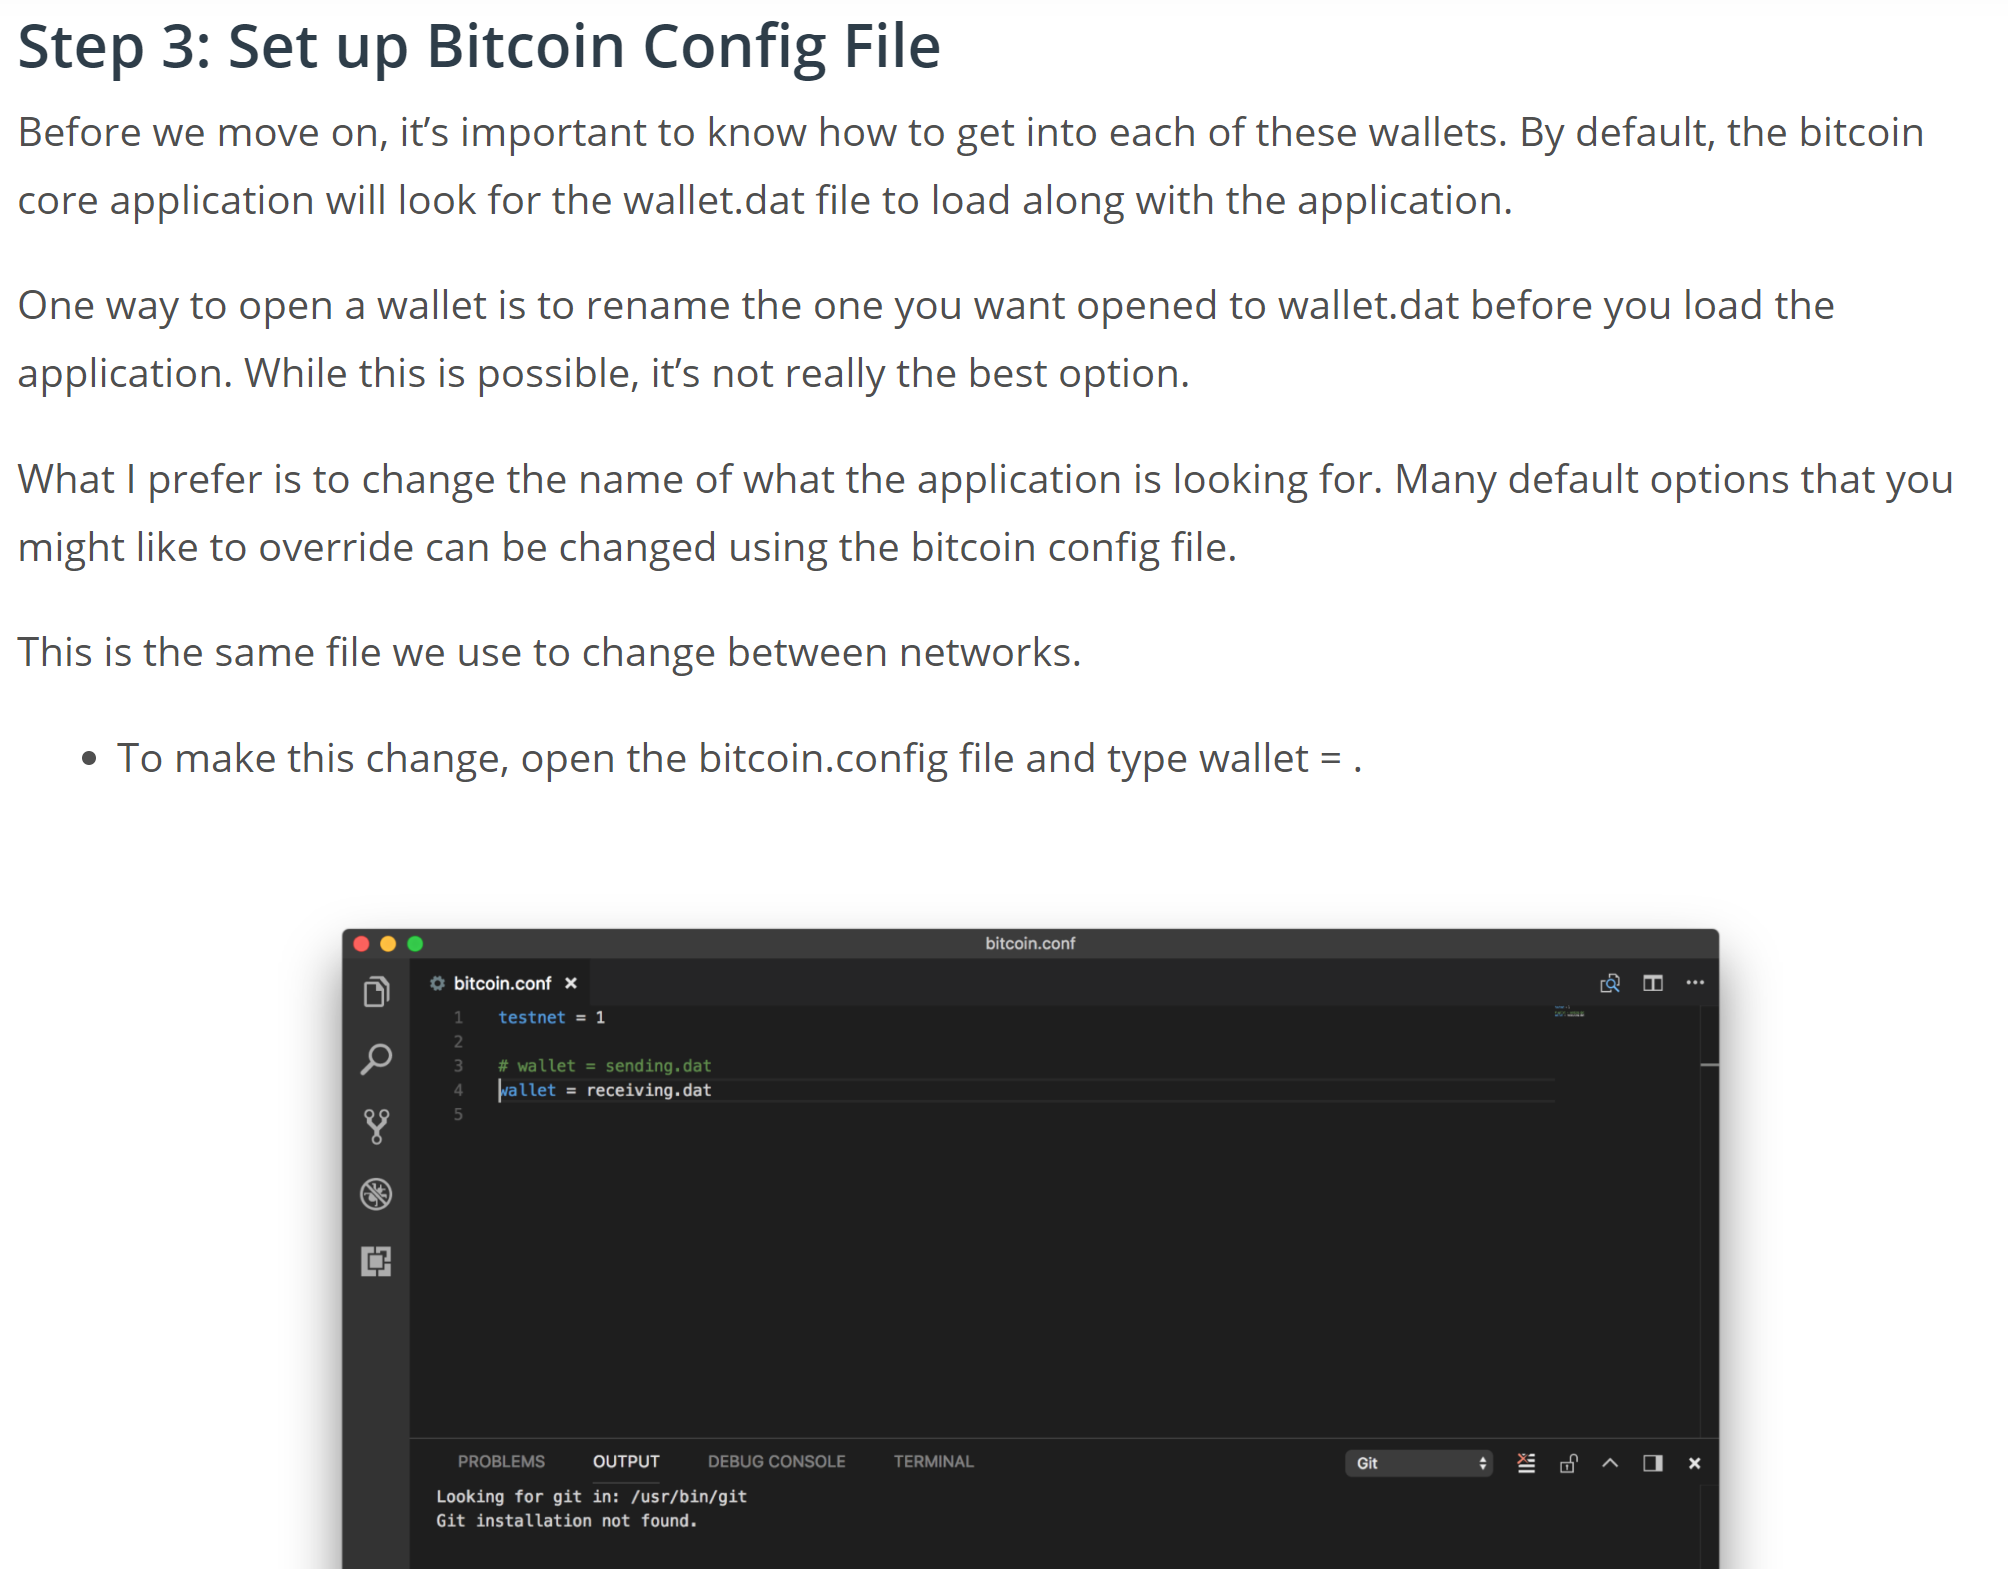 Step 3: Set up Bitcoin Config File
Before we move on, it’s important to know how to get into each of these wallets. By default, the bitcoin
core application will look for the wallet.dat file to load along with the application.
One way to open a wallet is to rename the one you want opened to wallet.dat before you load the
application. While this is possible, it’s not really the best option.
What I prefer is to change the name of what the application is looking for. Many default options that you
might like to override can be changed using the bitcoin config file.
This is the same file we use to change between networks.
• To make this change, open the bitcoin.config file and type wallet = .
bitcoin.conf
bitcoin.conf
1 testnet = 1
2
3 # wallet = sending.dat
4 wallet = receiving.dat
5
PROBLEMS OUTPUT DEBUG CONSOLE TERMINAL Git
Looking for git in: /usr/bin/git
Git installation not found.